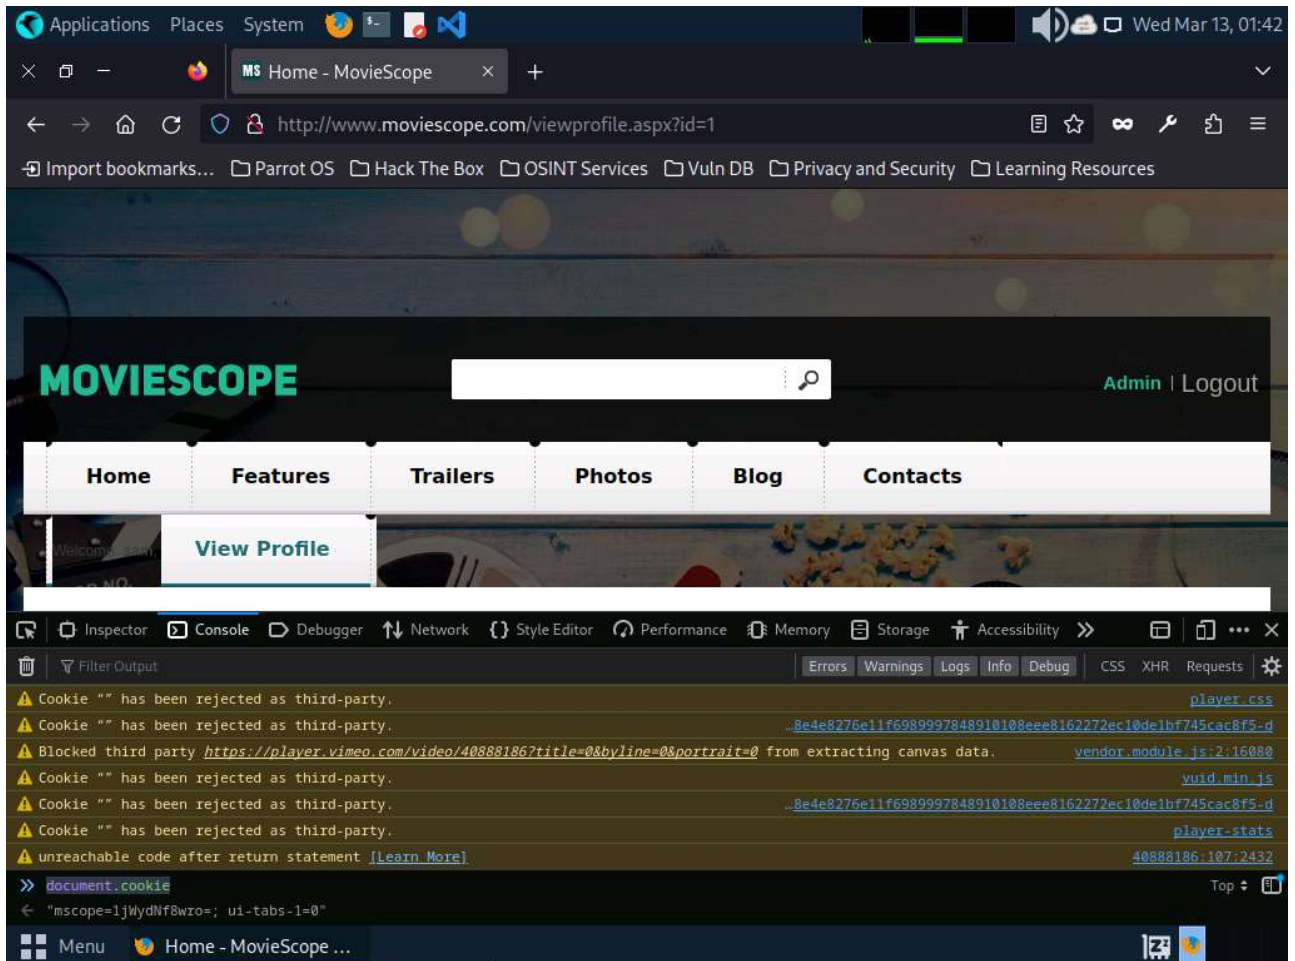 Applications Places System Wed Mar 13, 01:42
MS Home - MovieScope
http://www.moviescope.com/viewprofile.aspx?id=1
Import bookmarks... Parrot OS Hack The Box OSINT Services Vuln DB Privacy and Security Learning Resources
MOVIESCOPE
Admin | Logout
Home Features Trailers Photos Blog Contacts
Welcome, sam, View Profile
Inspector Console Debugger Network Style Editor Performance Memory Storage Accessibility
Filter Output Errors Warnings Logs Info Debug CSS XHR Requests
Cookie “” has been rejected as third-party. player.css
Cookie “” has been rejected as third-party. …8e4e8276e11f6989997848910108eee8162272ec10de1bf745cac8f5-d
Blocked third party https://player.vimeo.com/video/40888186?title=0&byline=0&portrait=0 from extracting canvas data. vendor.module.js:2:16080
Cookie “” has been rejected as third-party. vuid.min.js
Cookie “” has been rejected as third-party. …8e4e8276e11f6989997848910108eee8162272ec10de1bf745cac8f5-d
Cookie “” has been rejected as third-party. player-stats
unreachable code after return statement [Learn More] 40888186:107:2432
document.cookie Top
"mscope=1jWydNf8wro=; ui-tabs-1=0"
Menu Home - MovieScope ...